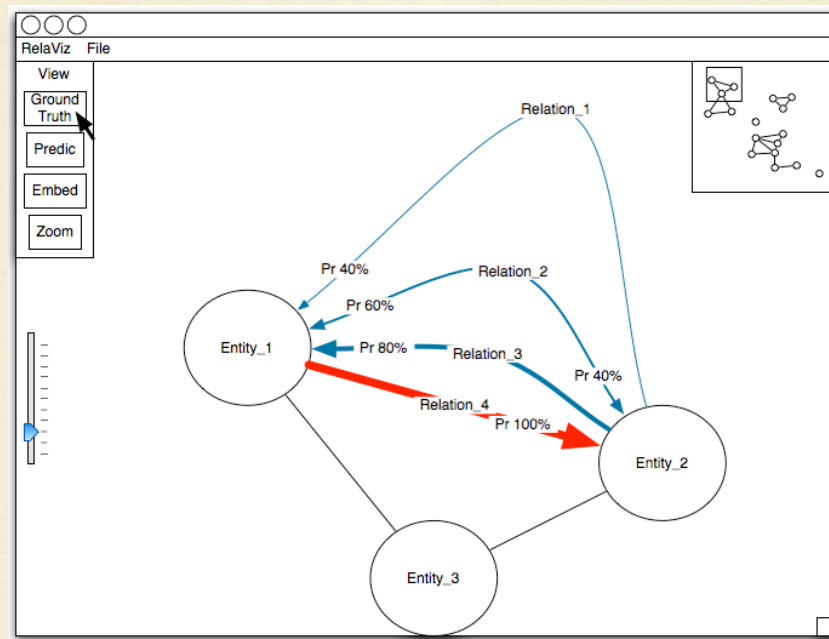 RelaViz File
View
Ground
Truth
Predic
Embed
Zoom
Relation_1
Pr 40%
Relation_2
Pr 60%
Entity_1
Pr 80%
Relation_3
Pr 40%
Relation_4
Pr 100%
Entity_2
Entity_3